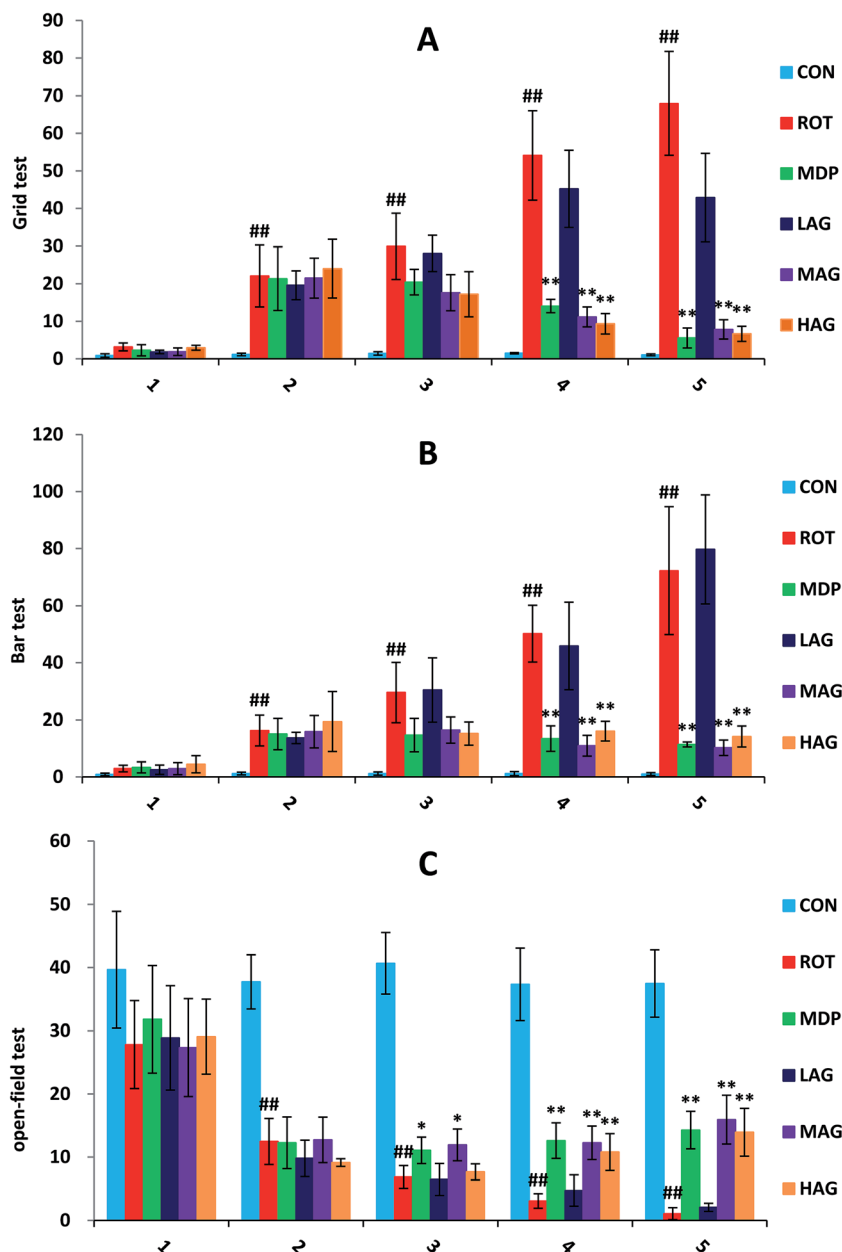 A
Grid test
90
80
70
60
50
40
30
20
10
0
## ## ## ##
** ** ** ** ** **
1 2 3 4 5
CON
ROT
MDP
LAG
MAG
HAG
B
Bar test
120
100
80
60
40
20
0
## ## ## ##
** ** ** ** ** **
1 2 3 4 5
CON
ROT
MDP
LAG
MAG
HAG
C
open-field test
60
50
40
30
20
10
0
## ## ## ##
* * ** ** ** ** ** **
1 2 3 4 5
CON
ROT
MDP
LAG
MAG
HAG